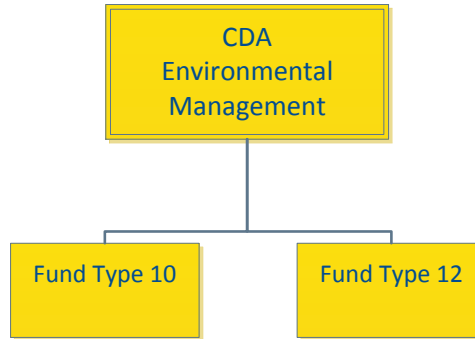 CDA
Environmental
Management
Fund Type 10
Fund Type 12